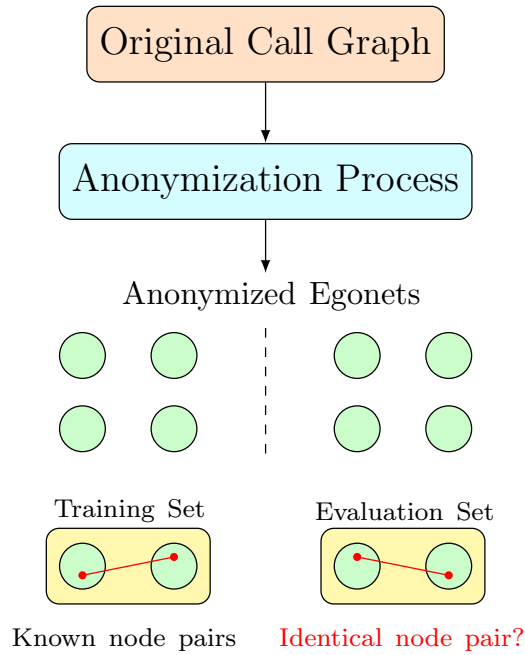 Original Call Graph
Anonymization Process
Anonymized Egonets
Training Set
Evaluation Set
Known node pairs
Identical node pair?